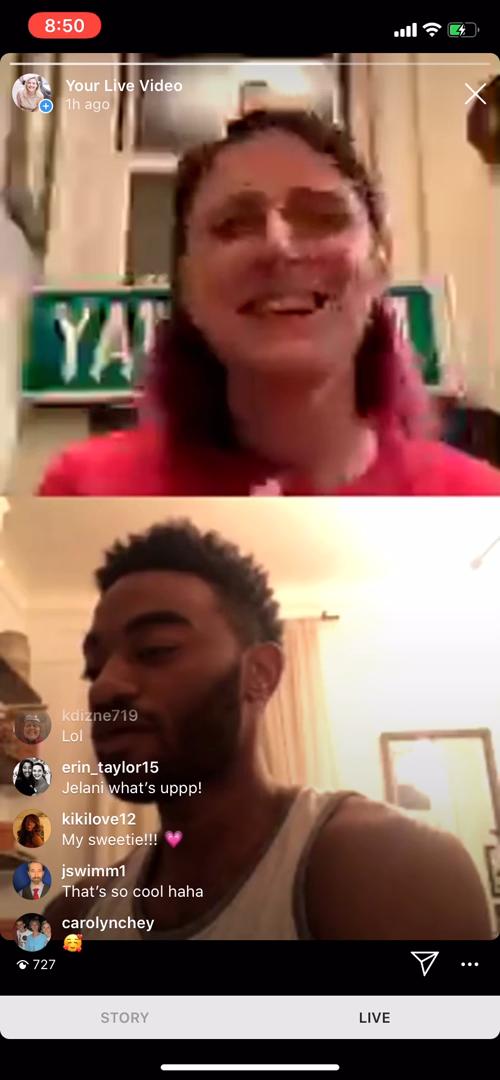 8:50
Your Live Video
1h ago
YA
A
kdizne719
Lol
erin_taylor15
Jelani what’s uppp!
kikilove12
My sweetie!!! 💗
jswimm1
That’s so cool haha
carolynchey
🥰
727
STORY
LIVE